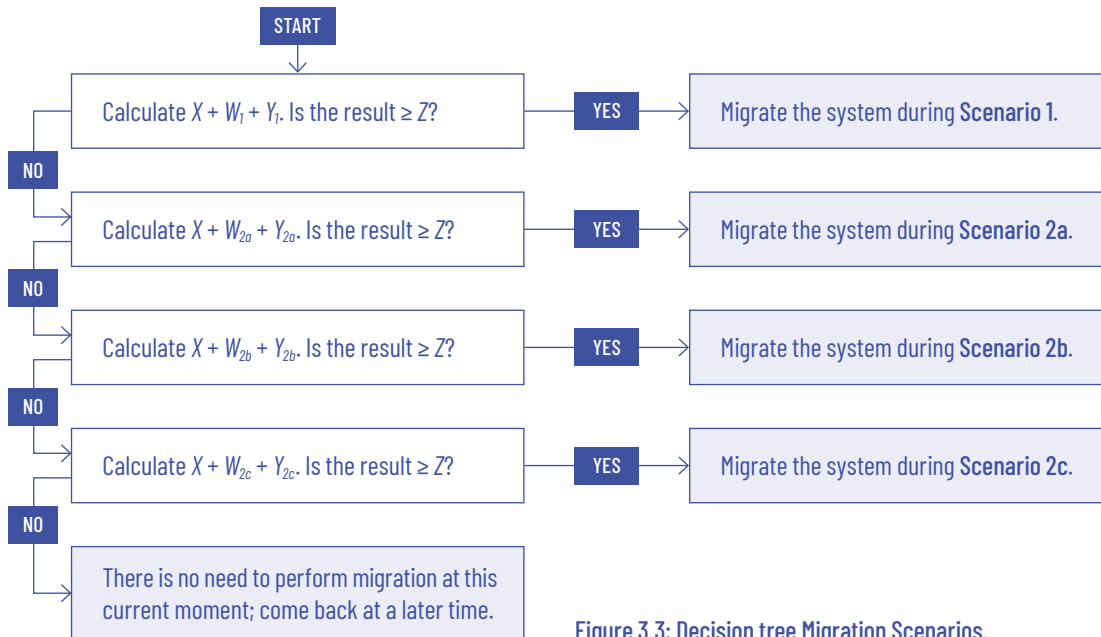 START
Calculate X + W₁ + Y₁. Is the result ≥ Z?
YES
Migrate the system during Scenario 1.
NO
Calculate X + W₂ₐ + Y₂ₐ. Is the result ≥ Z?
YES
Migrate the system during Scenario 2a.
NO
Calculate X + W_2b + Y_2b. Is the result ≥ Z?
YES
Migrate the system during Scenario 2b.
NO
Calculate X + W_2c + Y_2c. Is the result ≥ Z?
YES
Migrate the system during Scenario 2c.
NO
There is no need to perform migration at this
current moment; come back at a later time.
Figure 3.3: Decision tree Migration Scenarios.